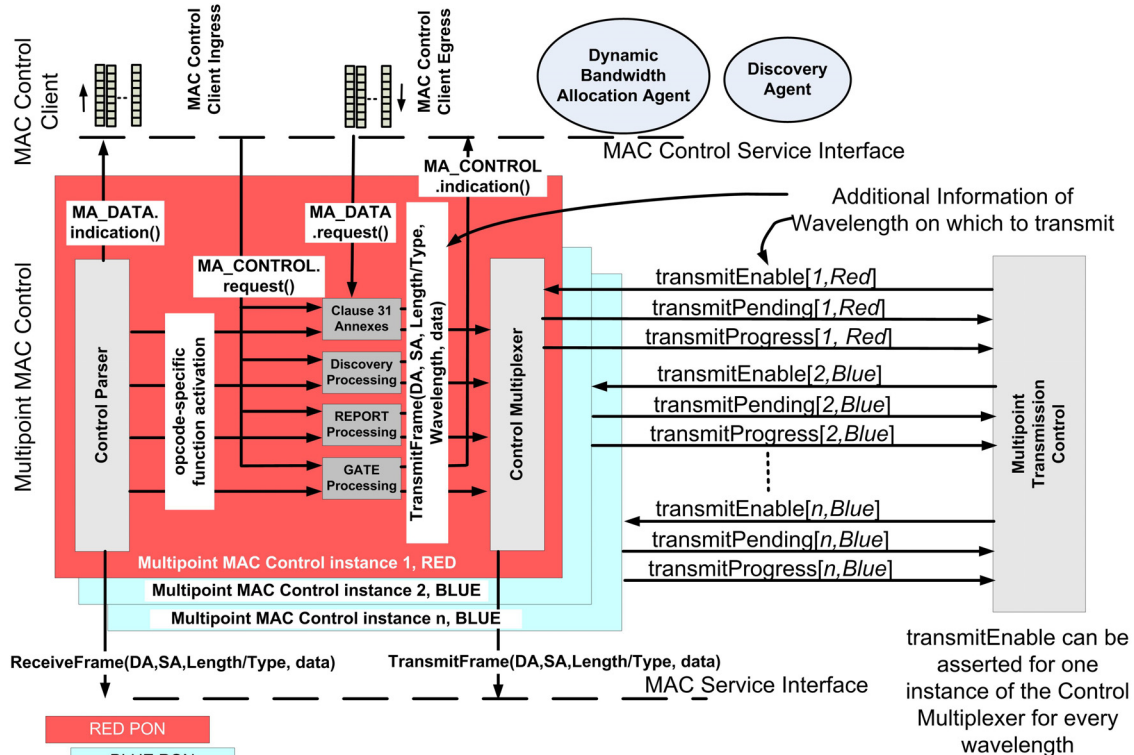 MAC Control
Client
MAC Control
Client Ingress
MAC Control
Client Egress
Dynamic
Bandwidth
Allocation Agent
Discovery
Agent
MAC Control Service Interface
MA_CONTROL
.indication()
MA_DATA.
indication()
MA_DATA
.request()
MA_CONTROL.
request()
Additional Information of
Wavelength on which to transmit
Multipoint MAC Control
Control Parser
opcode-specific
function activation
Clause 31
Annexes
Discovery
Processing
REPORT
Processing
GATE
Processing
TransmitFrame(DA, SA, Length/Type,
Wavelength, data)
Control Multiplexer
transmitEnable[1,Red]
transmitPending[1,Red]
transmitProgress[1, Red]
transmitEnable[2,Blue]
transmitPending[2,Blue]
transmitProgress[2,Blue]
transmitEnable[n,Blue]
transmitPending[n,Blue]
transmitProgress[n,Blue]
Multipoint
Transmission
Control
Multipoint MAC Control instance 1, RED
Multipoint MAC Control instance 2, BLUE
Multipoint MAC Control instance n, BLUE
ReceiveFrame(DA,SA,Length/Type, data)
TransmitFrame(DA,SA,Length/Type, data)
MAC Service Interface
transmitEnable can be
asserted for one
instance of the Control
Multiplexer for every
wavelength
RED PON
BLUE PON